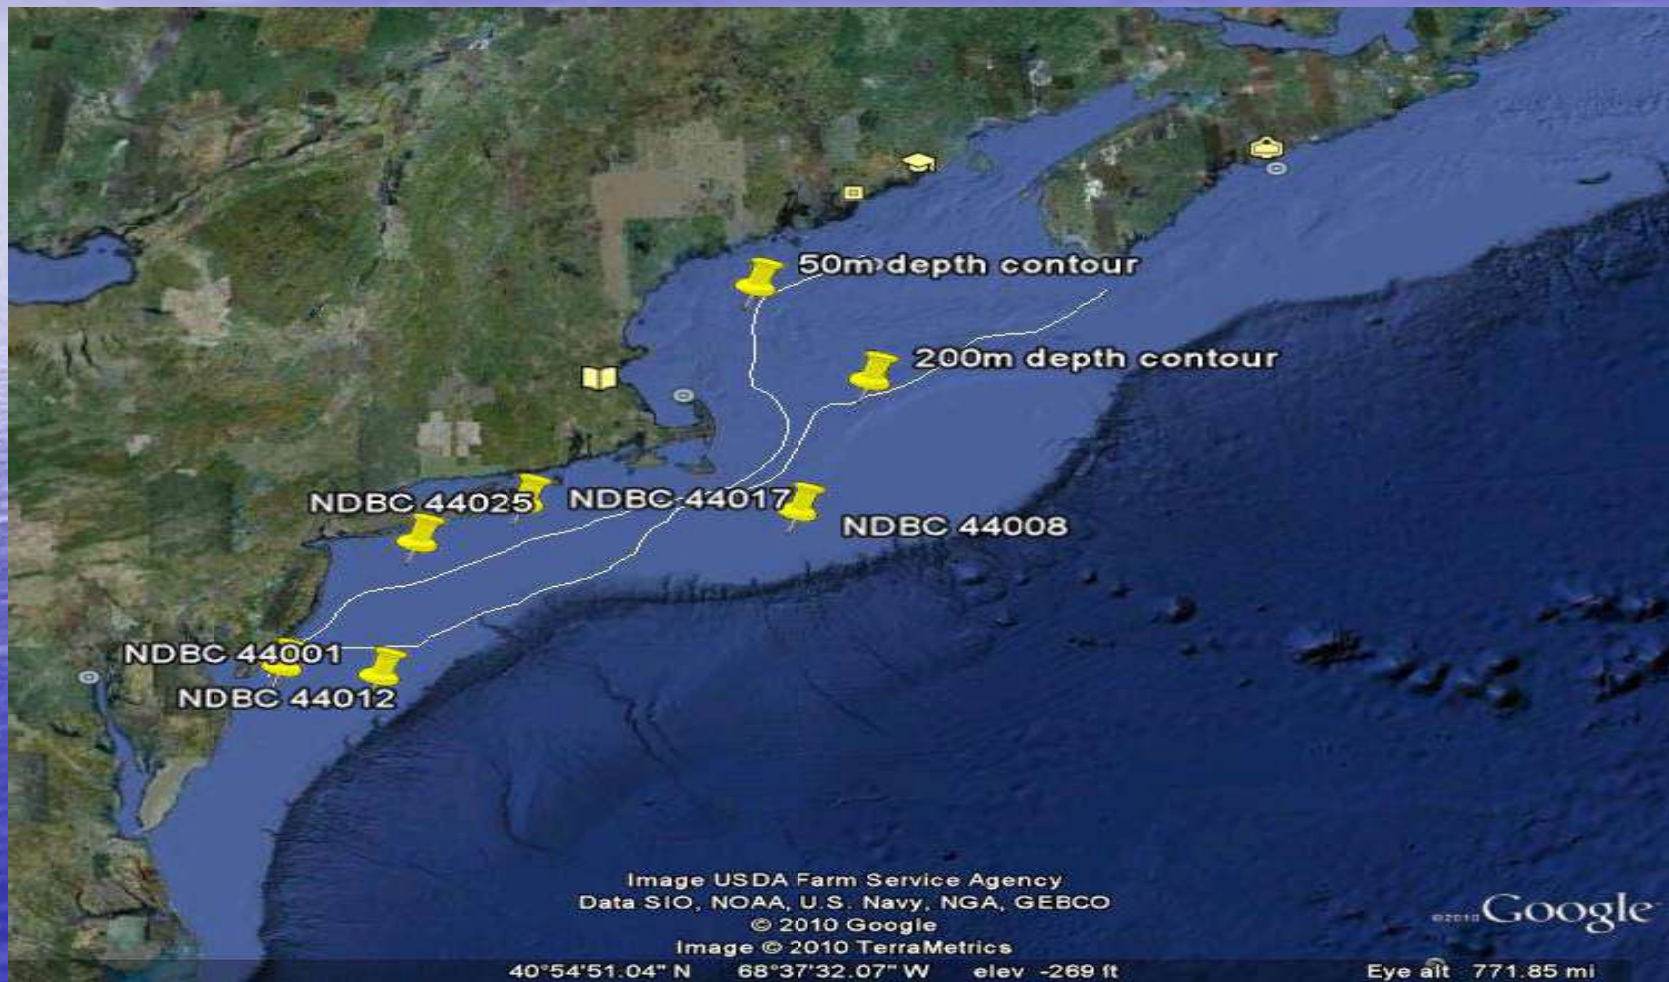 50m depth contour
200m depth contour
NDBC 44025
NDBC 44017
NDBC 44008
NDBC 44001
NDBC 44012
Image USDA Farm Service Agency
Data SIO, NOAA, U.S. Navy, NGA, GEBCO
© 2010 Google
Image © 2010 TerraMetrics
©2010 Google
40°54'51.04" N 68°37'32.07" W elev -269 ft Eye alt 771.85 mi